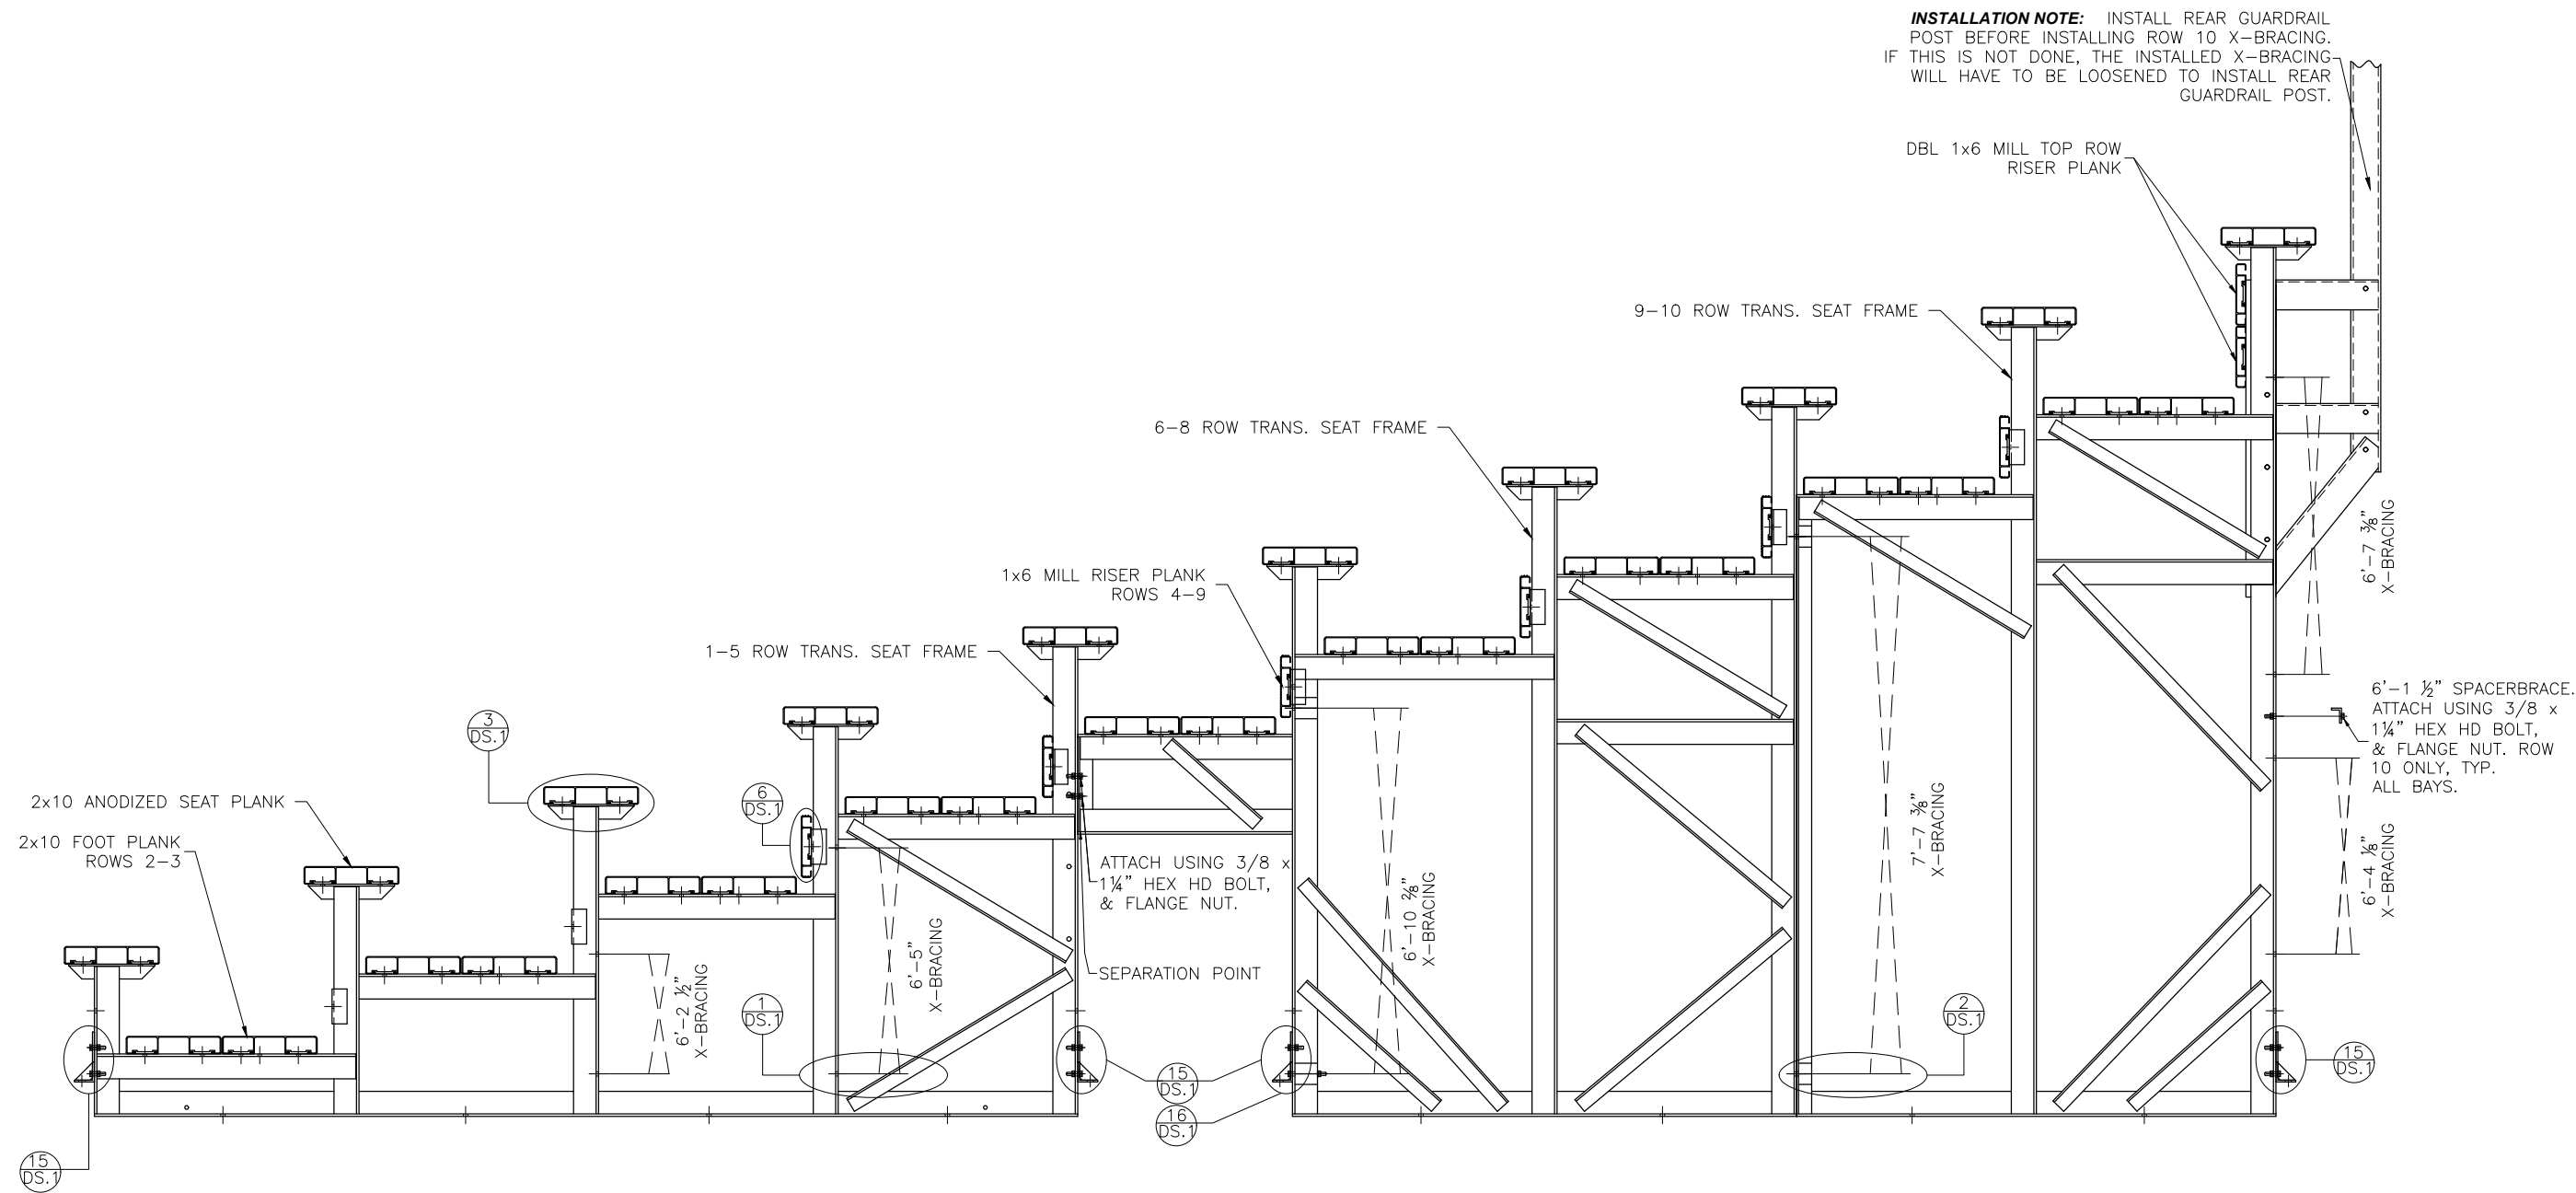 INSTALLATION NOTE: INSTALL REAR GUARDRAIL
POST BEFORE INSTALLING ROW 10 X-BRACING.
IF THIS IS NOT DONE, THE INSTALLED X-BRACING
WILL HAVE TO BE LOOSENED TO INSTALL REAR
GUARDRAIL POST.
DBL 1x6 MILL TOP ROW
RISER PLANK
9-10 ROW TRANS. SEAT FRAME
6-8 ROW TRANS. SEAT FRAME
1x6 MILL RISER PLANK
ROWS 4-9
1-5 ROW TRANS. SEAT FRAME
3
DS.1
6
DS.1
2x10 ANODIZED SEAT PLANK
2x10 FOOT PLANK
ROWS 2-3
6'-7 ⅜"
X-BRACING
6'-1 ½" SPACERBRACE.
ATTACH USING 3/8 x
1¼" HEX HD BOLT,
& FLANGE NUT. ROW
10 ONLY, TYP.
ALL BAYS.
ATTACH USING 3/8 x
1¼" HEX HD BOLT,
& FLANGE NUT.
SEPARATION POINT
6'-2 ½"
X-BRACING
6'-5"
X-BRACING
6'-10 2/8"
X-BRACING
7'-7 ⅜"
X-BRACING
6'-4 ⅛"
X-BRACING
1
DS.1
2
DS.1
15
DS.1
16
DS.1
15
DS.1
15
DS.1